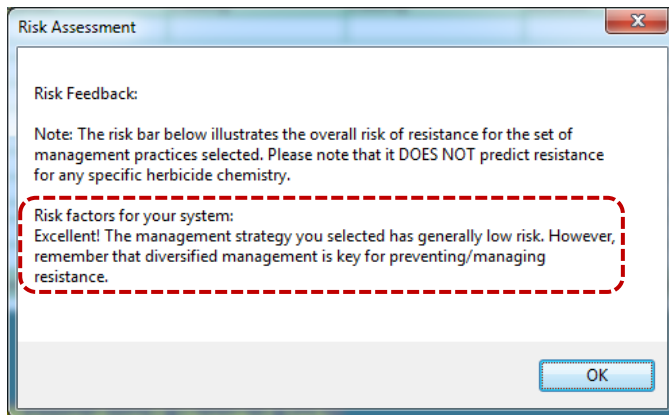 Risk Assessment
Risk Feedback:
Note: The risk bar below illustrates the overall risk of resistance for the set of
management practices selected. Please note that it DOES NOT predict resistance
for any specific herbicide chemistry.
Risk factors for your system:
Excellent! The management strategy you selected has generally low risk. However,
remember that diversified management is key for preventing/managing
resistance.
OK